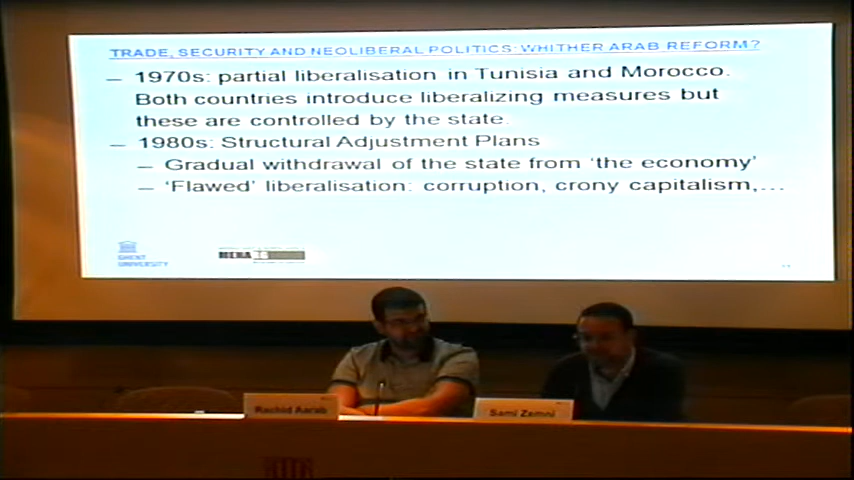 TRADE, SECURITY AND NEOLIBERAL POLITICS: WHITHER ARAB REFORM?
— 1970s: partial liberalisation in Tunisia and Morocco.
Both countries introduce liberalizing measures but
these are controlled by the state.
— 1980s: Structural Adjustment Plans
— Gradual withdrawal of the state from 'the economy'
— 'Flawed' liberalisation: corruption, crony capitalism,…
GHENT
UNIVERSITY
MENA
Rachid Aarab
Sami Zemni